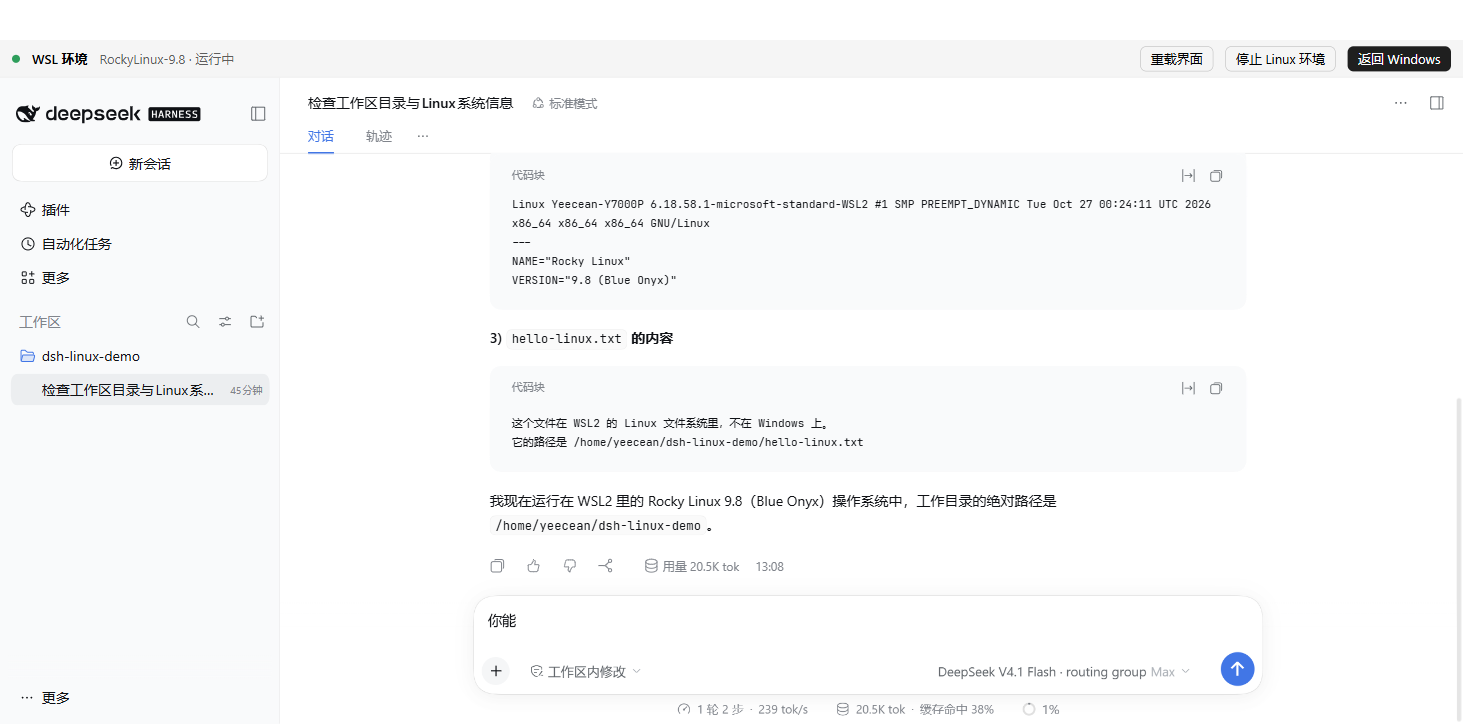 WSL 环境 RockyLinux-9.8 · 运行中 重载界面 停止 Linux 环境 返回 Windows
deepseek HARNESS
新会话
插件
自动化任务
更多
工作区
dsh-linux-demo
检查工作区目录与Linux系... 45分钟
... 更多
检查工作区目录与Linux系统信息 标准模式 ...
对话 轨迹 ...
代码块
Linux Yeecean-Y7000P 6.18.58.1-microsoft-standard-WSL2 #1 SMP PREEMPT_DYNAMIC Tue Oct 27 00:24:11 UTC 2026
x86_64 x86_64 x86_64 GNU/Linux
---
NAME="Rocky Linux"
VERSION="9.8 (Blue Onyx)"
3) hello-linux.txt 的内容
代码块
这个文件在 WSL2 的 Linux 文件系统里，不在 Windows 上。
它的路径是 /home/yeecean/dsh-linux-demo/hello-linux.txt
我现在运行在 WSL2 里的 Rocky Linux 9.8（Blue Onyx）操作系统中，工作目录的绝对路径是
/home/yeecean/dsh-linux-demo 。
用量 20.5K tok 13:08
你能
+ 工作区内修改 DeepSeek V4.1 Flash · routing group Max
1 轮 2 步 · 239 tok/s 20.5K tok · 缓存命中 38% 1%